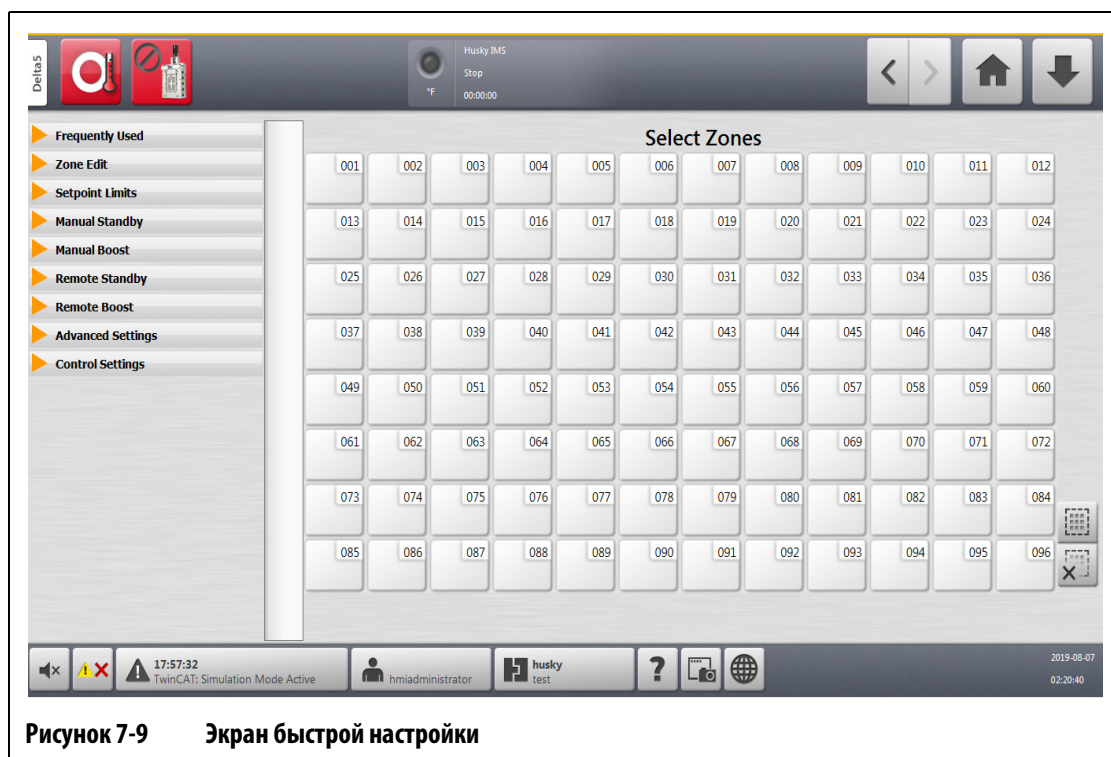 Delta5
Husky IMS
Stop
°F 00:00:00
Frequently Used
Zone Edit
Setpoint Limits
Manual Standby
Manual Boost
Remote Standby
Remote Boost
Advanced Settings
Control Settings
Select Zones
001 002 003 004 005 006 007 008 009 010 011 012
013 014 015 016 017 018 019 020 021 022 023 024
025 026 027 028 029 030 031 032 033 034 035 036
037 038 039 040 041 042 043 044 045 046 047 048
049 050 051 052 053 054 055 056 057 058 059 060
061 062 063 064 065 066 067 068 069 070 071 072
073 074 075 076 077 078 079 080 081 082 083 084
085 086 087 088 089 090 091 092 093 094 095 096
17:57:32
TwinCAT: Simulation Mode Active
hmiadministrator
husky
test
?
2019-08-07
02:20:40
Рисунок 7-9 Экран быстрой настройки